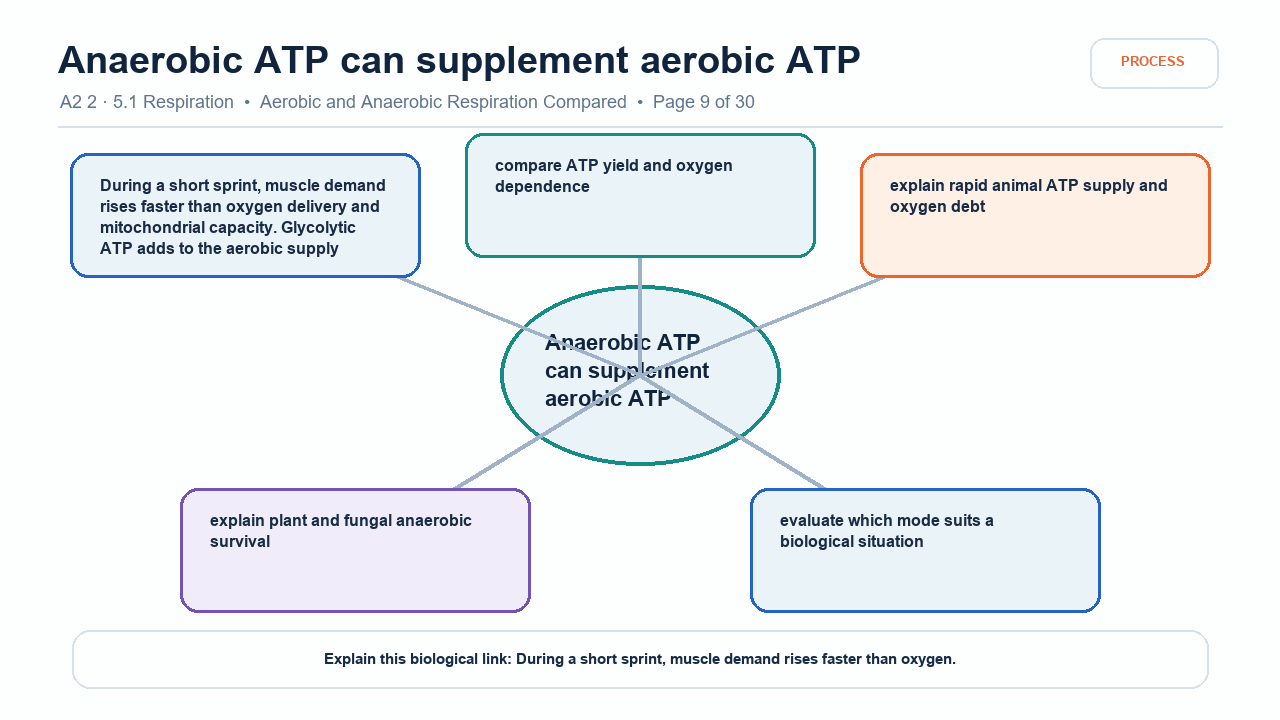 Anaerobic ATP can supplement aerobic ATP
PROCESS
A2 2 · 5.1 Respiration • Aerobic and Anaerobic Respiration Compared • Page 9 of 30
During a short sprint, muscle demand
rises faster than oxygen delivery and
mitochondrial capacity. Glycolytic
ATP adds to the aerobic supply
compare ATP yield and oxygen
dependence
explain rapid animal ATP supply and
oxygen debt
Anaerobic ATP
can supplement
aerobic ATP
explain plant and fungal anaerobic
survival
evaluate which mode suits a
biological situation
Explain this biological link: During a short sprint, muscle demand rises faster than oxygen.